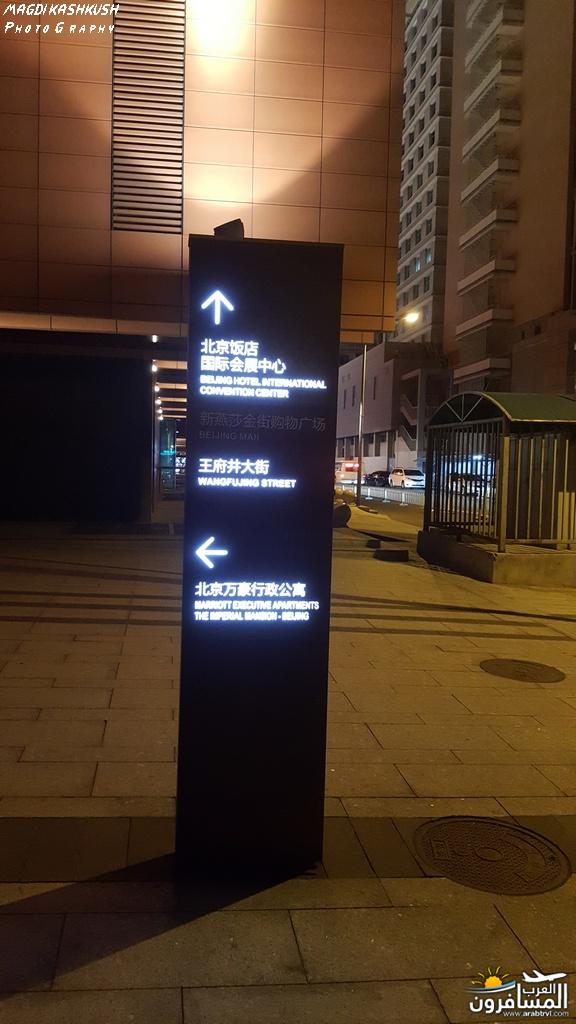 MAGDI KASHKUSH
PHOTOGRAPHY
北京饭店
国际会展中心
BEIJING HOTEL INTERNATIONAL
CONVENTION CENTER
新燕莎金街购物广场
BEIJING MALL
王府井大街
WANGFUJING STREET
北京万豪行政公寓
MARRIOTT EXECUTIVE APARTMENTS
THE IMPERIAL MANSION - BEIJING
العرب
المسافرون
www.arabtrvl.com